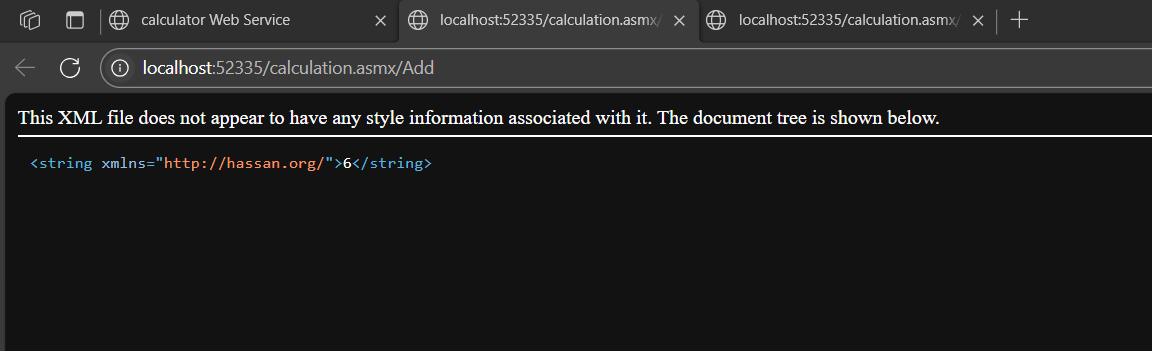 calculator Web Service
localhost:52335/calculation.asmx/
localhost:52335/calculation.asmx/
localhost:52335/calculation.asmx/Add
This XML file does not appear to have any style information associated with it. The document tree is shown below.
<string xmlns="http://hassan.org/">6</string>